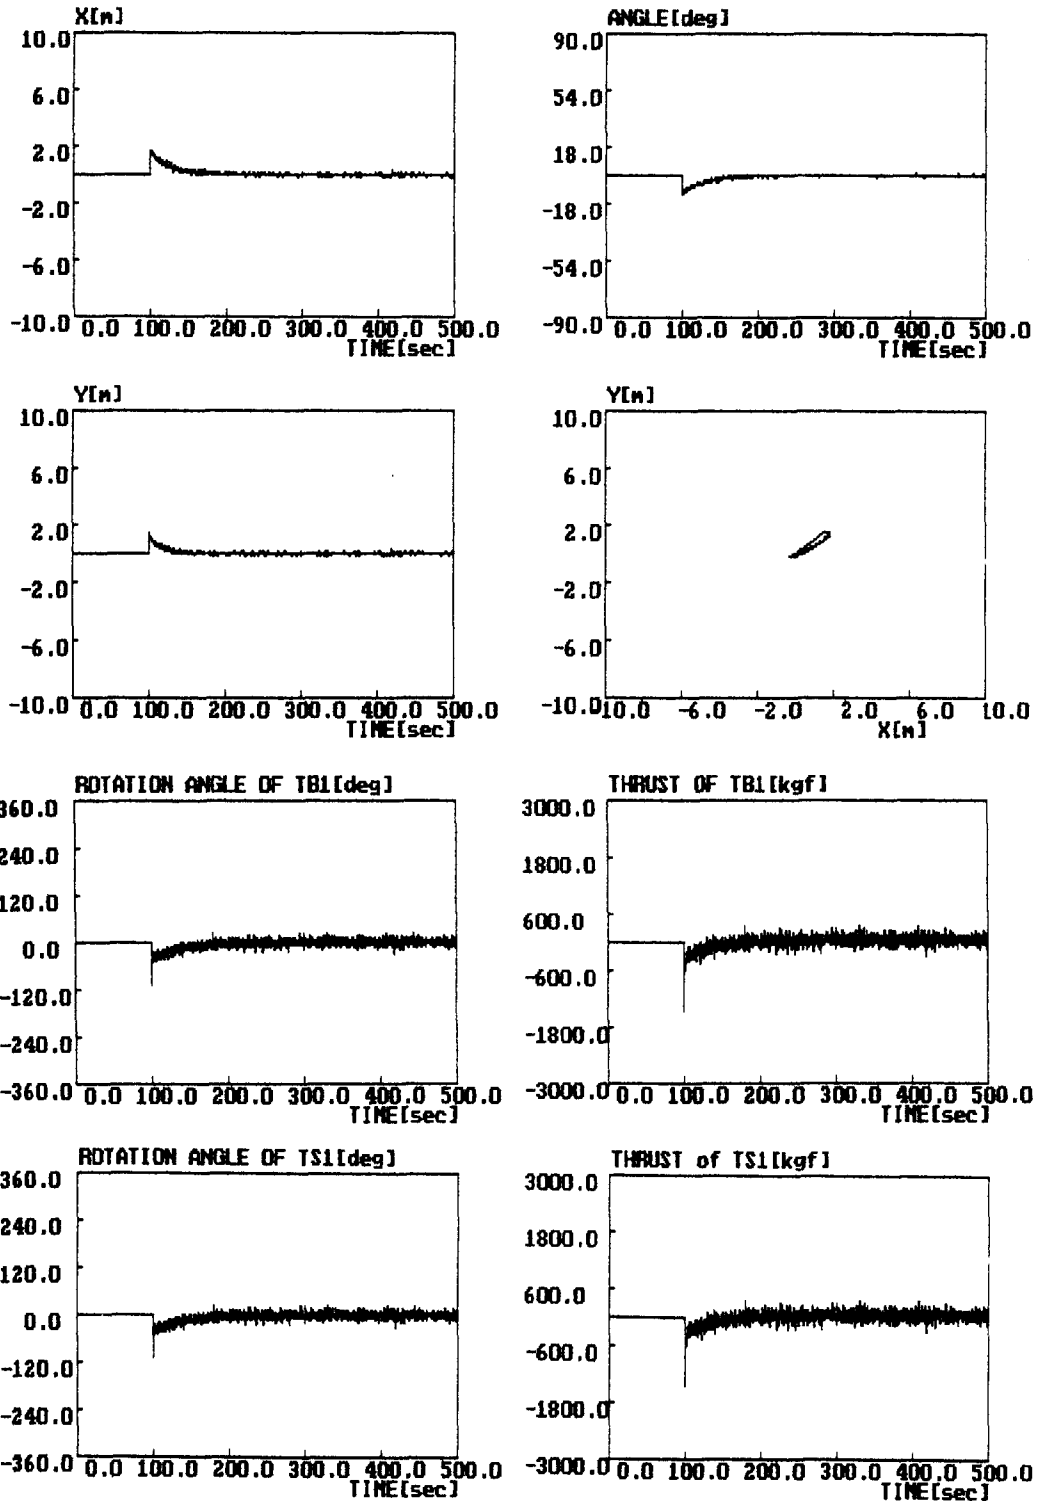 X[m]
10.0
6.0
2.0
-2.0
-6.0
-10.0
0.0 100.0 200.0 300.0 400.0 500.0
TIME[sec]
ANGLE[deg]
90.0
54.0
18.0
-18.0
-54.0
-90.0
0.0 100.0 200.0 300.0 400.0 500.0
TIME[sec]
Y[m]
10.0
6.0
2.0
-2.0
-6.0
-10.0
0.0 100.0 200.0 300.0 400.0 500.0
TIME[sec]
Y[m]
10.0
6.0
2.0
-2.0
-6.0
-10.0
-10.0 -6.0 -2.0 2.0 6.0 10.0
X[m]
ROTATION ANGLE OF TB1[deg]
360.0
240.0
120.0
0.0
-120.0
-240.0
-360.0
0.0 100.0 200.0 300.0 400.0 500.0
TIME[sec]
THRUST OF TB1[kgf]
3000.0
1800.0
600.0
-600.0
-1800.0
-3000.0
0.0 100.0 200.0 300.0 400.0 500.0
TIME[sec]
ROTATION ANGLE OF TS1[deg]
360.0
240.0
120.0
0.0
-120.0
-240.0
-360.0
0.0 100.0 200.0 300.0 400.0 500.0
TIME[sec]
THRUST of TS1[kgf]
3000.0
1800.0
600.0
-600.0
-1800.0
-3000.0
0.0 100.0 200.0 300.0 400.0 500.0
TIME[sec]